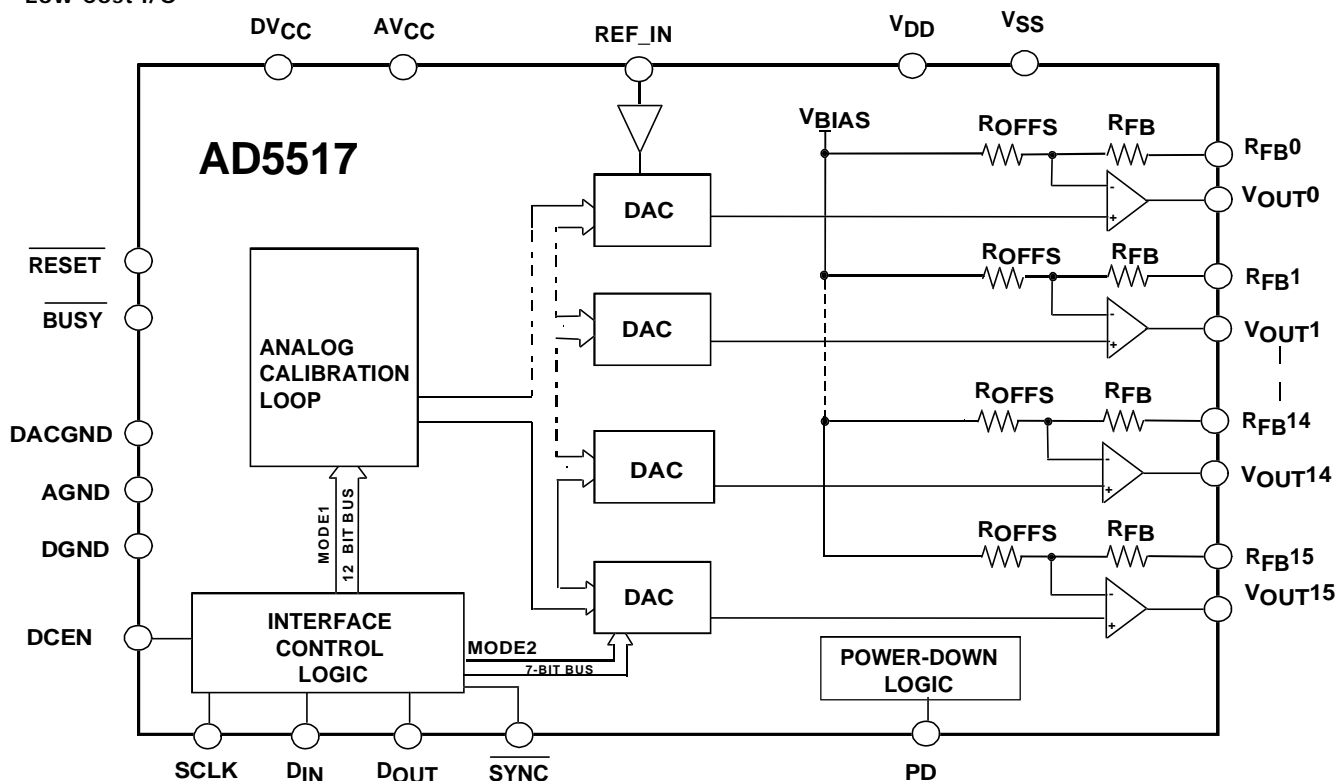 Low-cost I/O
DVCC
AVCC
REF_IN
VDD
VSS
AD5517
VBIAS
ROFFS
RFB
RFB0
DAC
VOUT0
RESET
ROFFS
RFB
RFB1
BUSY
DAC
VOUT1
ANALOG
CALIBRATION
LOOP
ROFFS
RFB
RFB14
DACGND
DAC
VOUT14
AGND
MODE1
12 BIT BUS
DGND
ROFFS
RFB
RFB15
DAC
VOUT15
DCEN
INTERFACE
CONTROL
LOGIC
MODE2
7-BIT BUS
POWER-DOWN
LOGIC
SCLK
DIN
DOUT
SYNC
PD